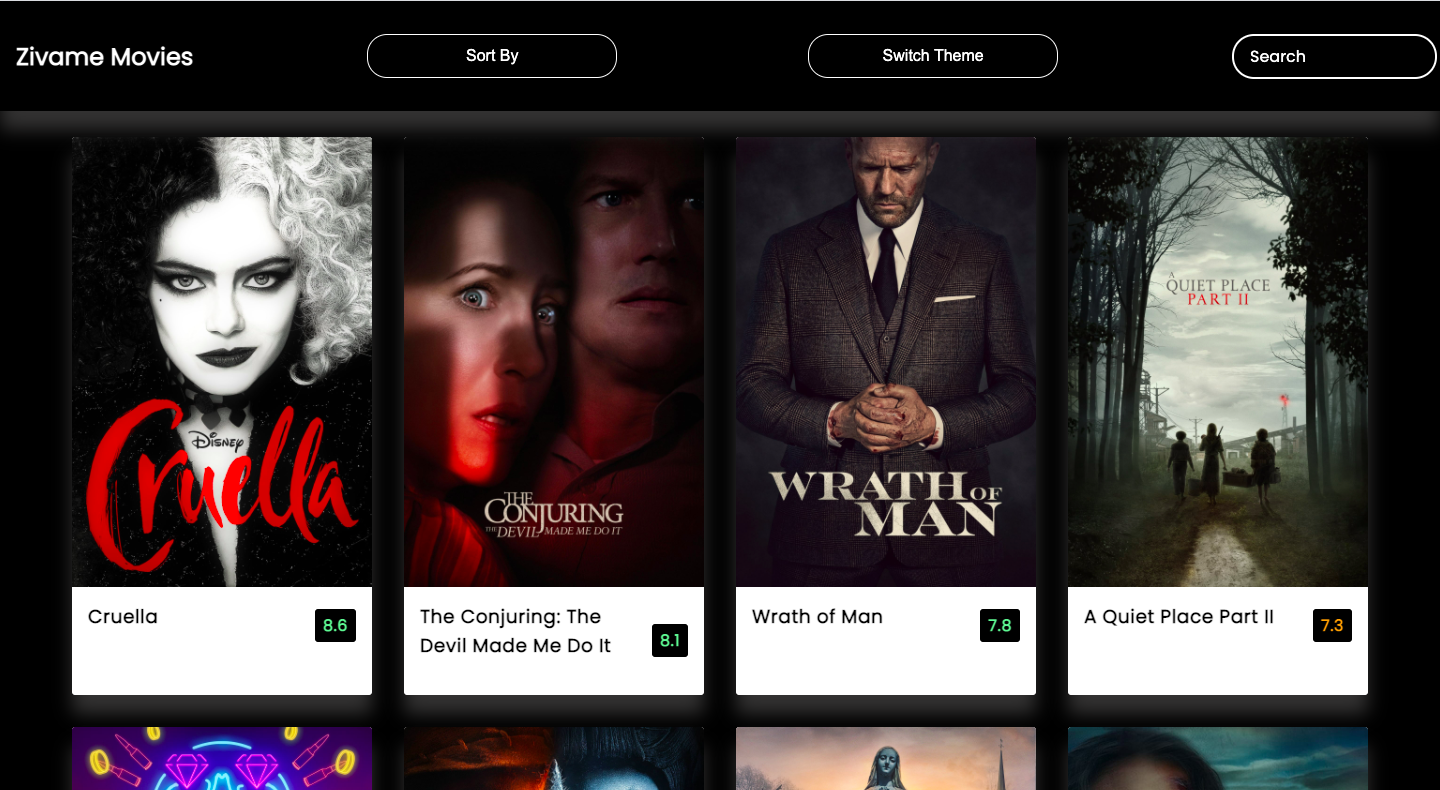 Zivame Movies
Sort By
Switch Theme
Search
Disney
Cruella
THE
CONJURING
THE DEVIL MADE ME DO IT
WRATH OF
MAN
A
QUIET PLACE
PART II
Cruella
8.6
The Conjuring: The
Devil Made Me Do It
8.1
Wrath of Man
7.8
A Quiet Place Part II
7.3